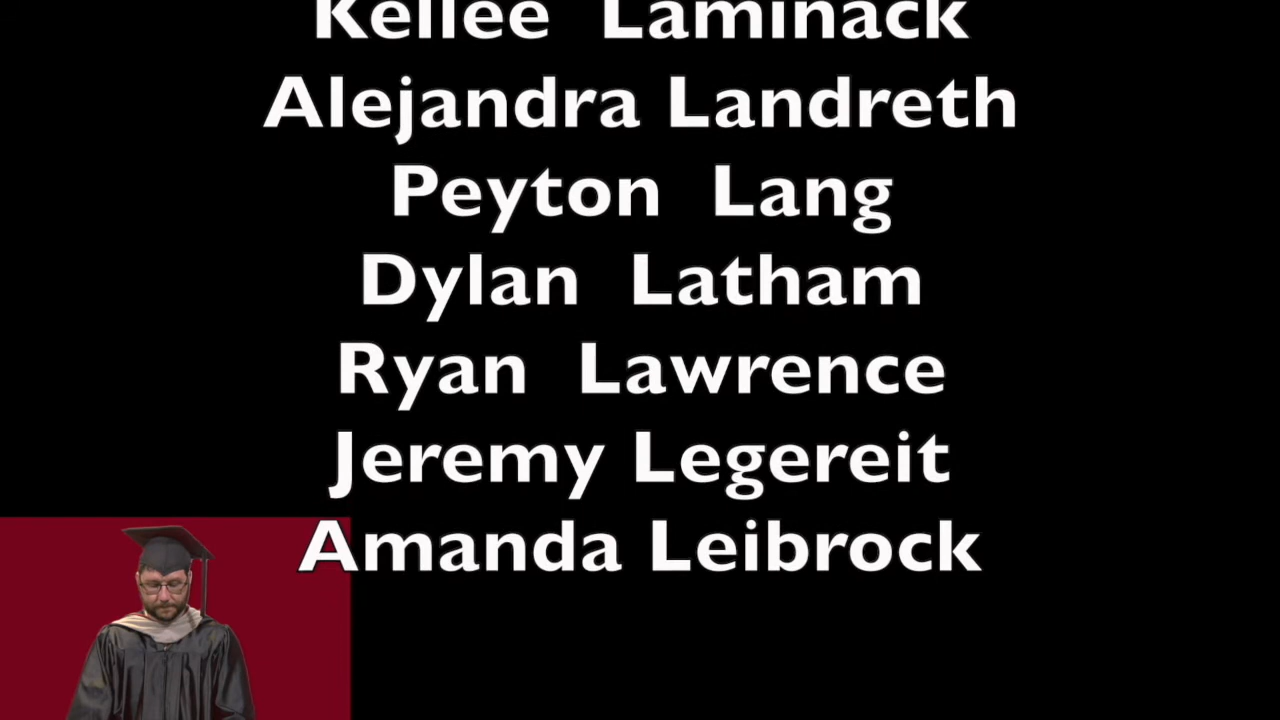 Kellee Laminack
Alejandra Landreth
Peyton Lang
Dylan Latham
Ryan Lawrence
Jeremy Legereit
Amanda Leibrock